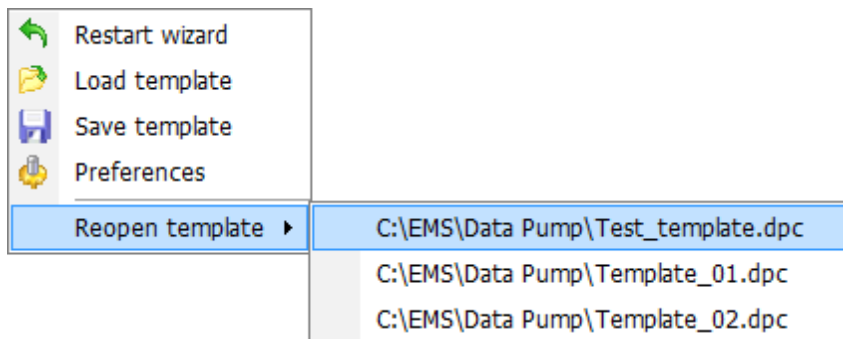 Restart wizard
Load template
Save template
Preferences
Reopen template
C:\EMS\Data Pump\Test_template.dpc
C:\EMS\Data Pump\Template_01.dpc
C:\EMS\Data Pump\Template_02.dpc